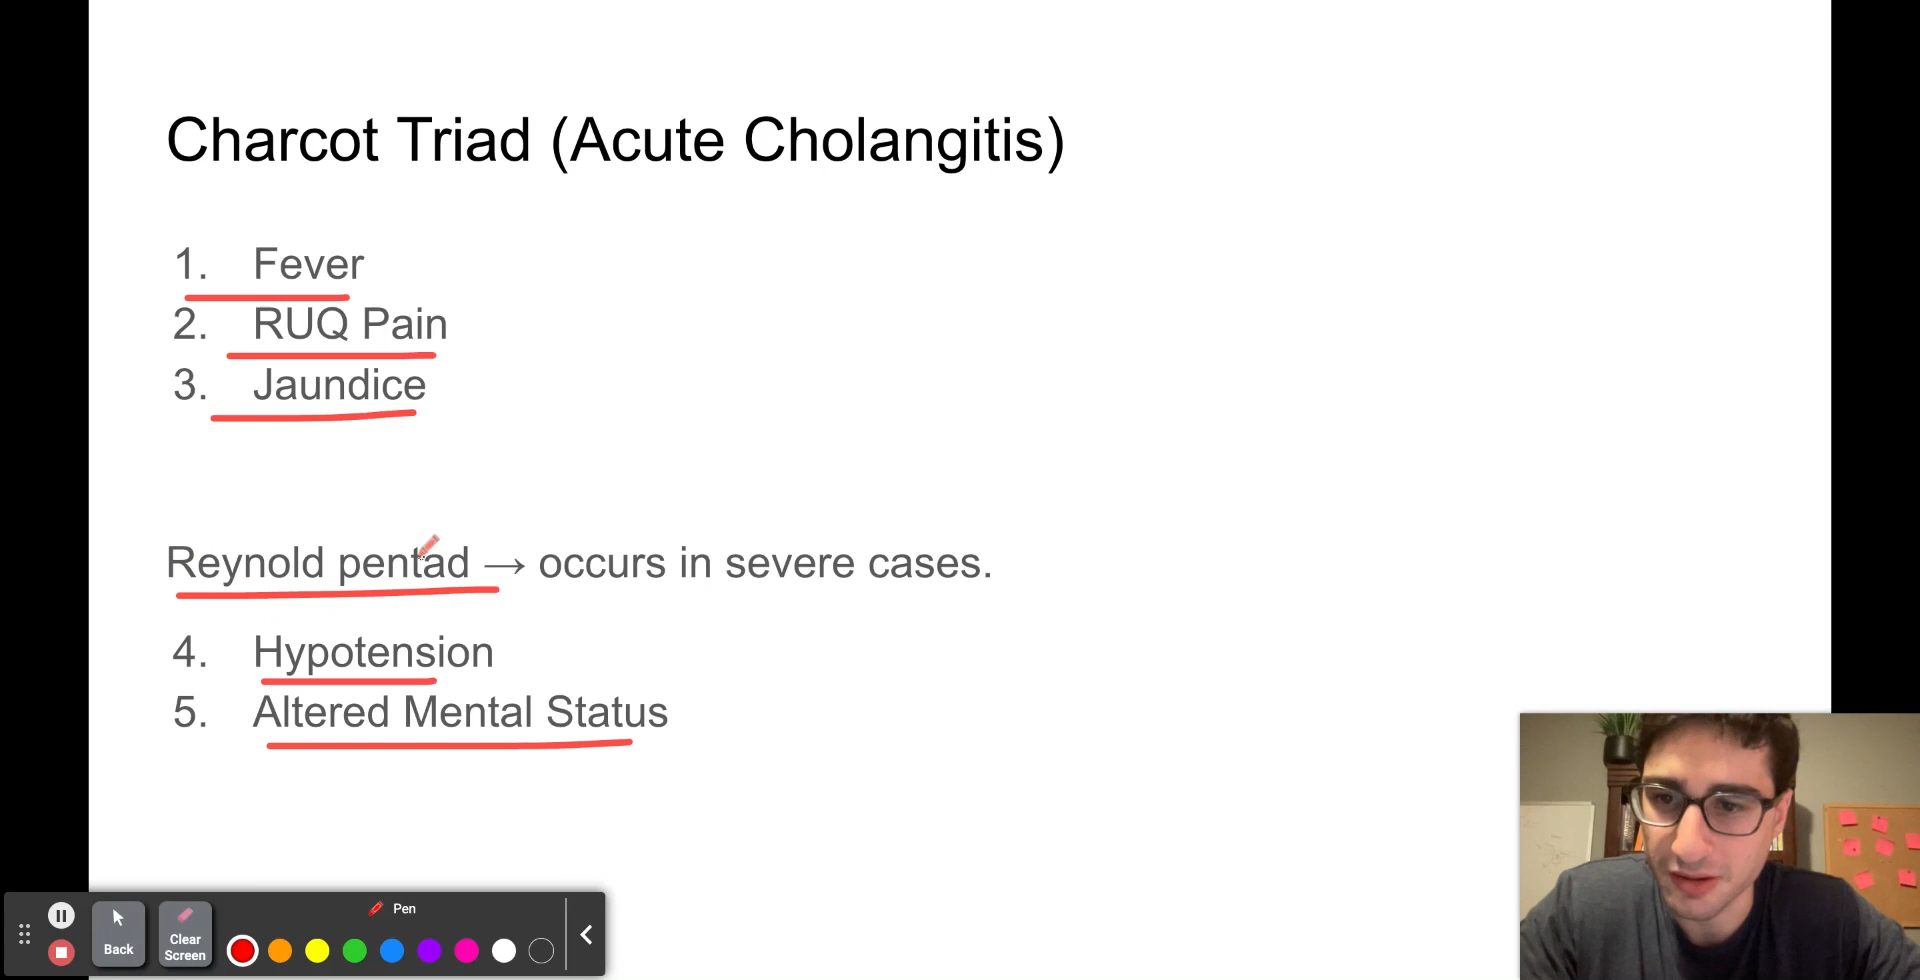 Charcot Triad (Acute Cholangitis)
1. Fever
2. RUQ Pain
3. Jaundice
Reynold pentad → occurs in severe cases.
4. Hypotension
5. Altered Mental Status
Pen
Back
Clear
Screen